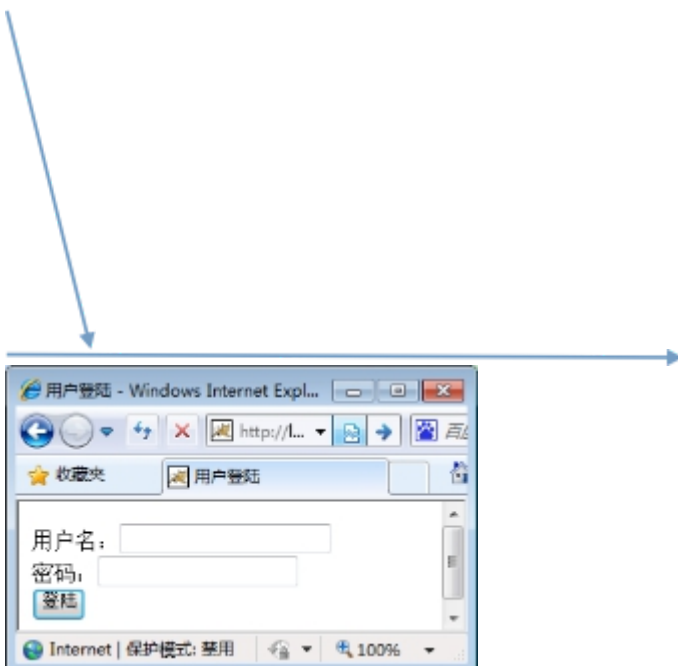 用户登陆 - Windows Internet Expl...
http://l...
收藏夹
用户登陆
用户名:
密码:
登陆
Internet | 保护模式: 禁用
100%